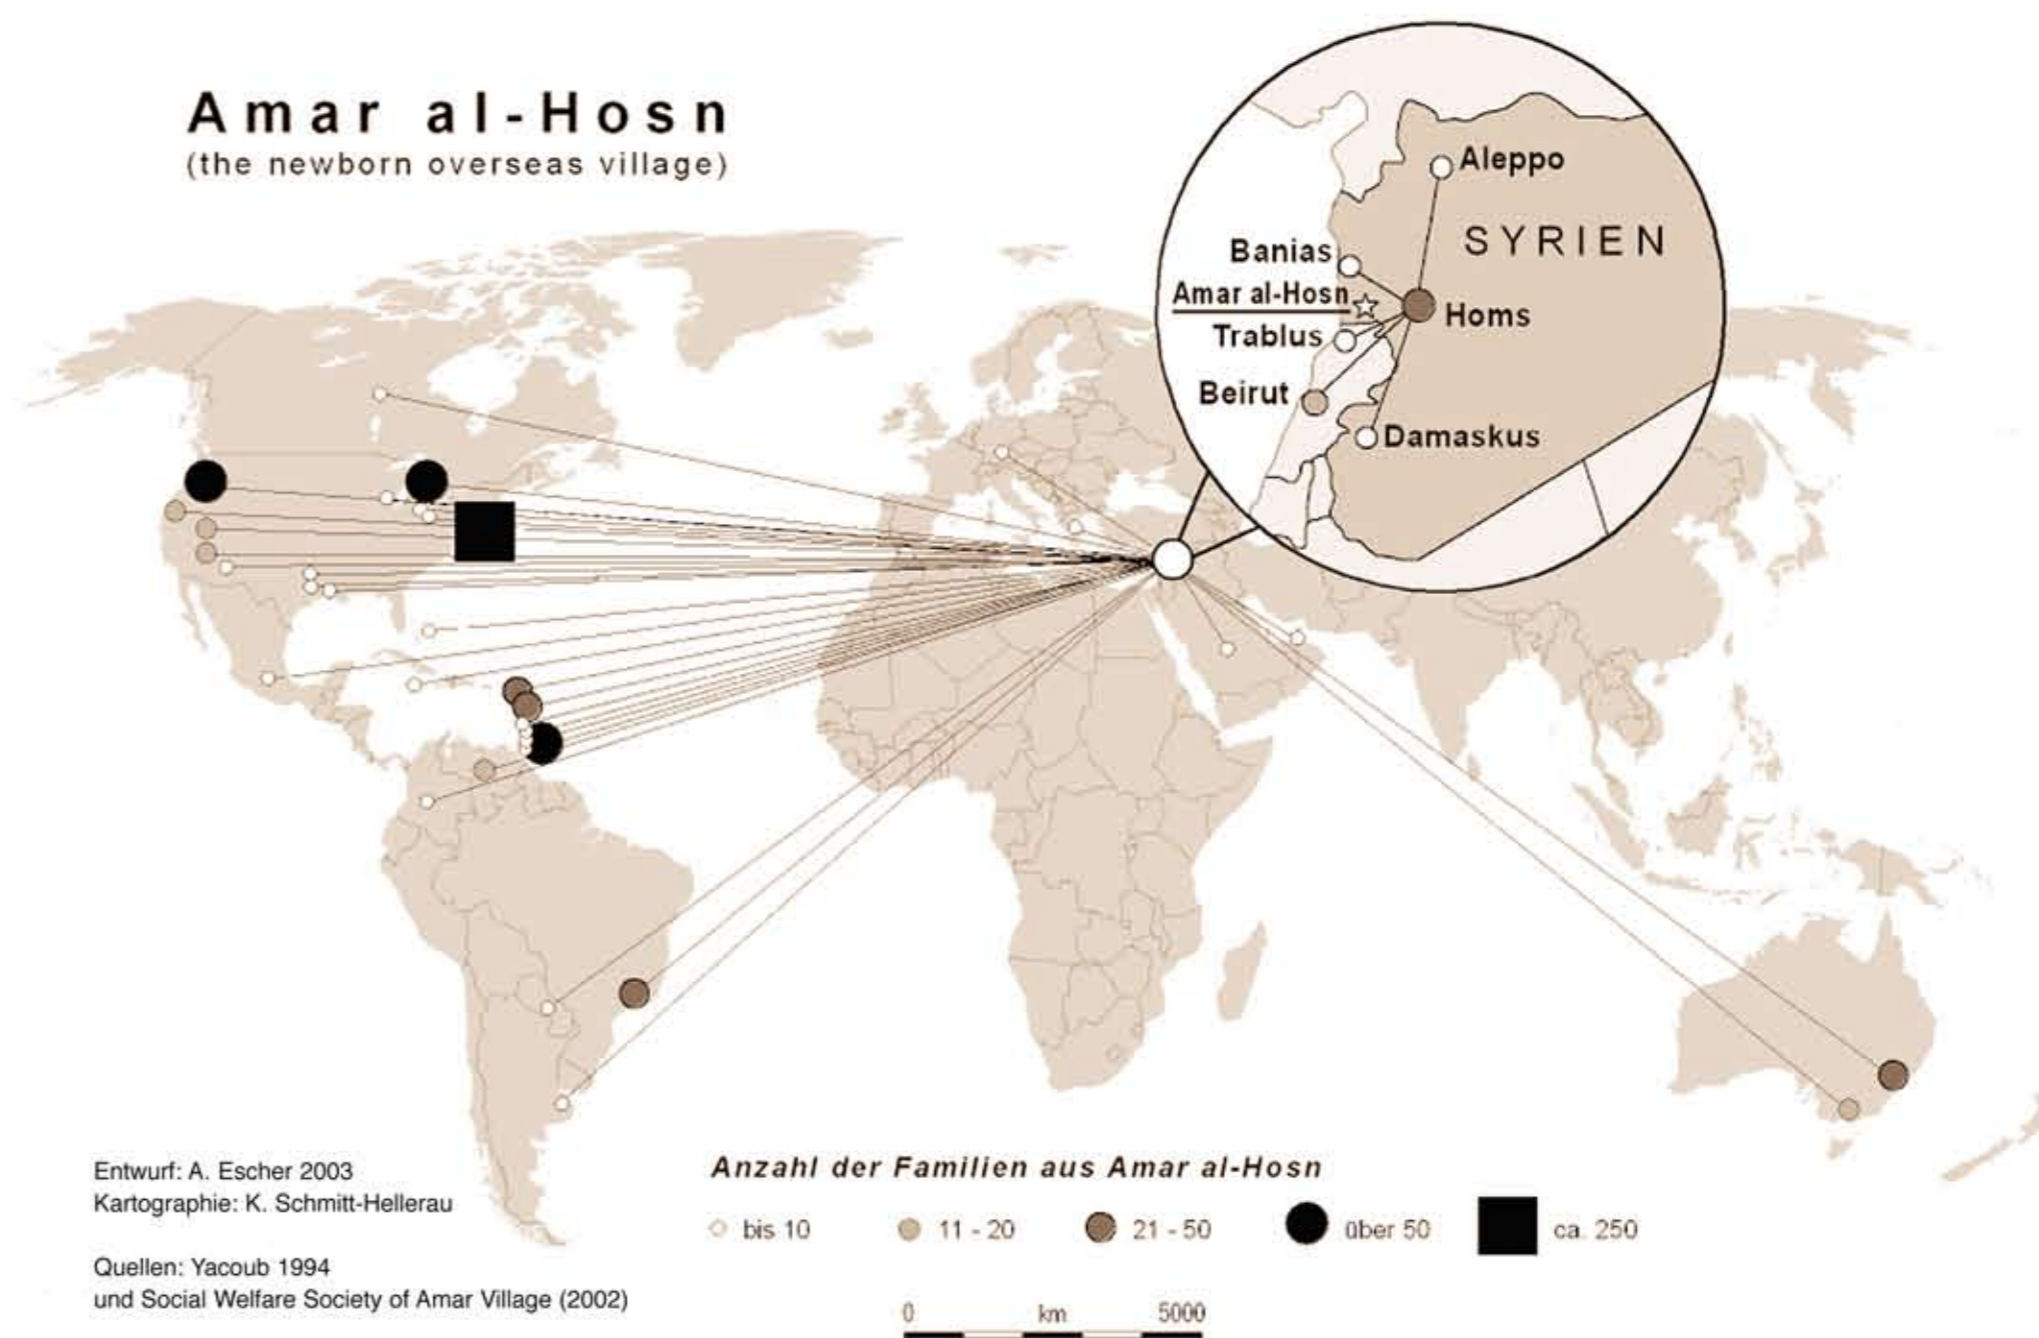 Amar al-Hosn
(the newborn overseas village)
Aleppo
SYRIEN
Banias
Amar al-Hosn
Homs
Trablus
Beirut
Damaskus
Entwurf: A. Escher 2003
Kartographie: K. Schmitt-Hellerau
Quellen: Yacoub 1994
und Social Welfare Society of Amar Village (2002)
Anzahl der Familien aus Amar al-Hosn
bis 10
11 - 20
21 - 50
über 50
ca. 250
0 km 5000